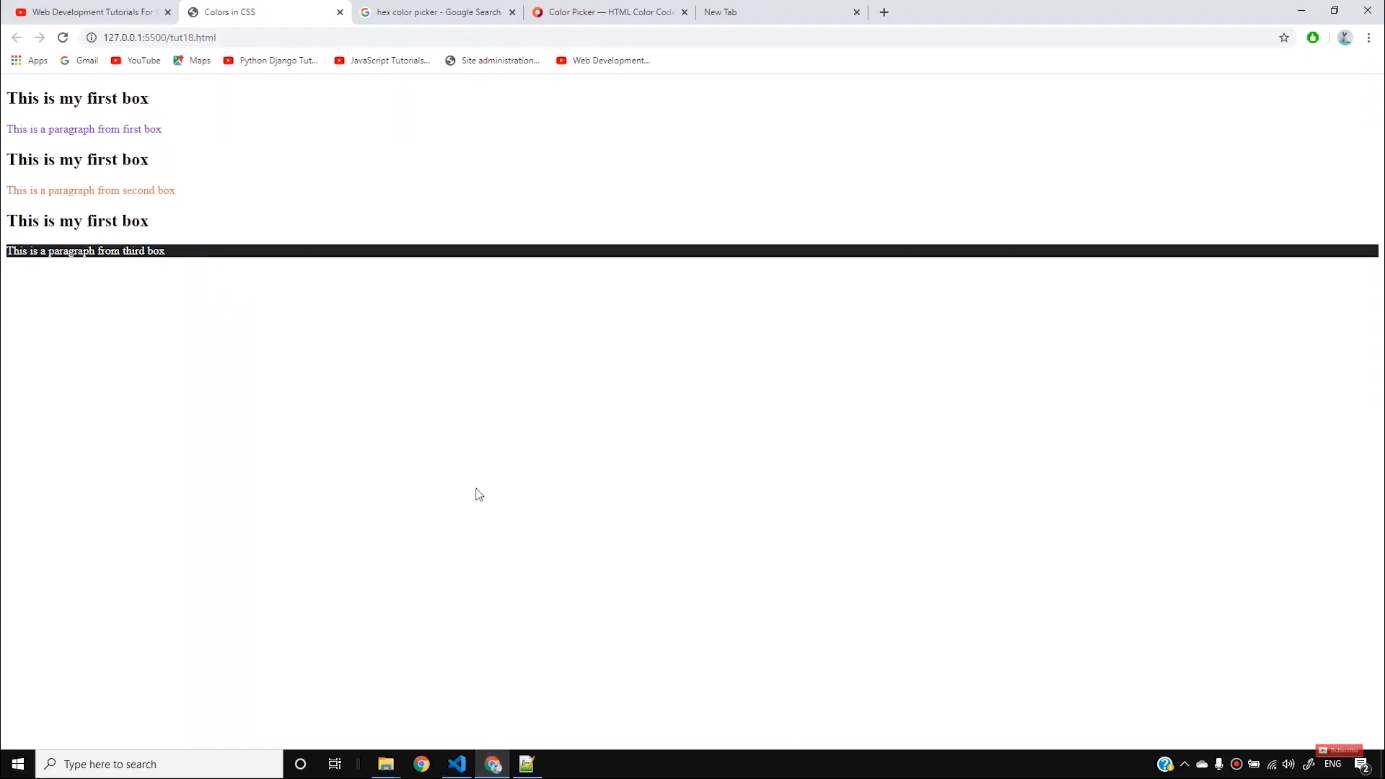 Web Development Tutorials For
Colors in CSS
hex color picker - Google Search
Color Picker — HTML Color Code
New Tab
127.0.0.1:5500/tut18.html
Apps
Gmail
YouTube
Maps
Python Django Tut...
JavaScript Tutorials...
Site administration...
Web Development...
This is my first box
This is a paragraph from first box
This is my first box
This is a paragraph from second box
This is my first box
This is a paragraph from third box
Subscribe
Type here to search
ENG
2